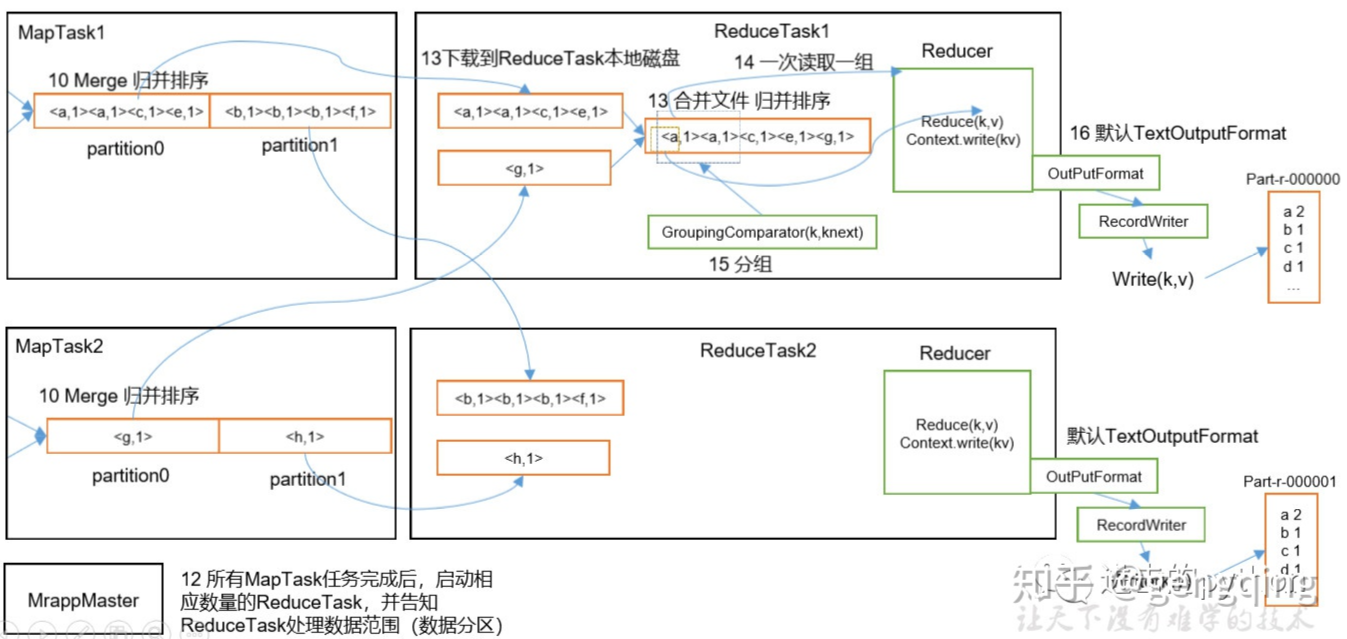 MapTask1
10 Merge 归并排序
<a,1><a,1><c,1><e,1>
<b,1><b,1><b,1><f,1>
partition0
partition1
ReduceTask1
13下载到ReduceTask本地磁盘
14 一次读取一组
Reducer
<a,1><a,1><c,1><e,1>
13 合并文件 归并排序
<a,1><a,1><c,1><e,1><g,1>
<g,1>
Reduce(k,v)
Context.write(kv)
GroupingComparator(k,knext)
15 分组
16 默认TextOutputFormat
OutPutFormat
RecordWriter
Write(k,v)
Part-r-000000
a 2
b 1
c 1
d 1
...
MapTask2
10 Merge 归并排序
<g,1>
<h,1>
partition0
partition1
ReduceTask2
<b,1><b,1><b,1><f,1>
<h,1>
Reducer
Reduce(k,v)
Context.write(kv)
默认TextOutputFormat
OutPutFormat
RecordWriter
Part-r-000001
a 2
b 1
c 1
d 1
MrappMaster
12 所有MapTask任务完成后，启动相
应数量的ReduceTask，并告知
ReduceTask处理数据范围（数据分区）
知乎 @gengqing
让天下没有难学的技术